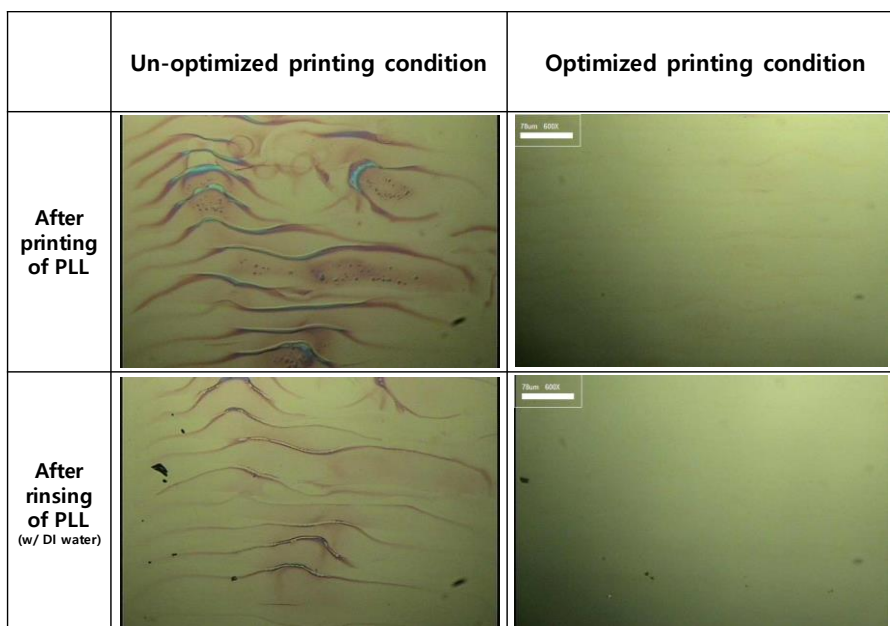 Un-optimized printing condition
Optimized printing condition
After
printing
of PLL
78um 600X
After
rinsing
of PLL
(w/ DI water)
78um 600X